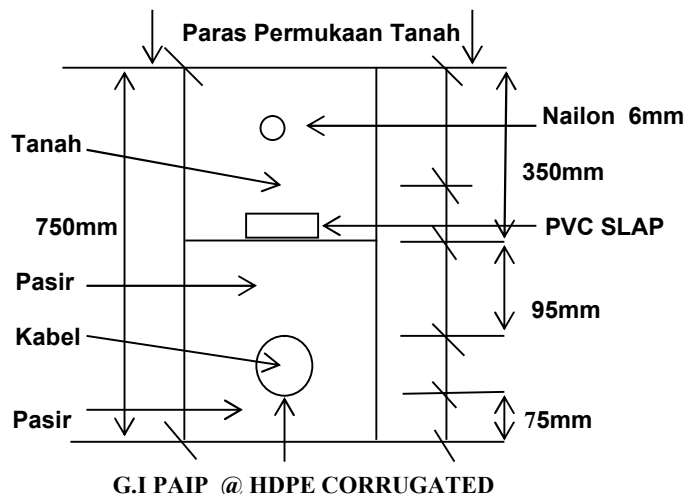 Paras Permukaan Tanah
Nailon 6mm
Tanah
350mm
750mm
PVC SLAP
Pasir
95mm
Kabel
Pasir
75mm
G.I PAIP @ HDPE CORRUGATED